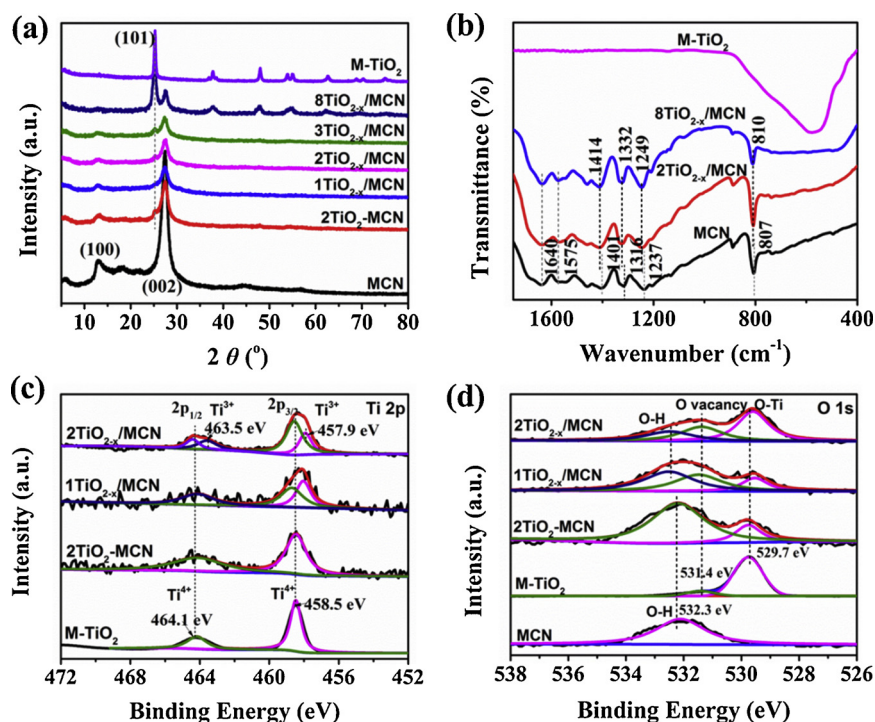 (a)
(101)
M-TiO2
8TiO2-x/MCN
3TiO2-x/MCN
2TiO2-x/MCN
1TiO2-x/MCN
2TiO2-MCN
(100)
(002)
MCN
Intensity (a.u.)
10 20 30 40 50 60 70 80
2 θ (°)
(b)
M-TiO2
8TiO2-x/MCN
1414
1332
1249
810
2TiO2-x/MCN
MCN
1640
1575
1401
1316
1237
807
Transmittance (%)
1600 1200 800 400
Wavenumber (cm-1)
(c)
2p1/2 Ti3+ 2p3/2 Ti3+ Ti 2p
2TiO2-x/MCN
463.5 eV
457.9 eV
1TiO2-x/MCN
2TiO2-MCN
Ti4+ Ti4+
464.1 eV
458.5 eV
M-TiO2
Intensity (a.u.)
472 468 464 460 456 452
Binding Energy (eV)
(d)
O vacancy O-Ti O 1s
O-H
2TiO2-x/MCN
1TiO2-x/MCN
2TiO2-MCN
529.7 eV
531.4 eV
M-TiO2
O-H
532.3 eV
MCN
Intensity (a.u.)
538 536 534 532 530 528 526
Binding Energy (eV)